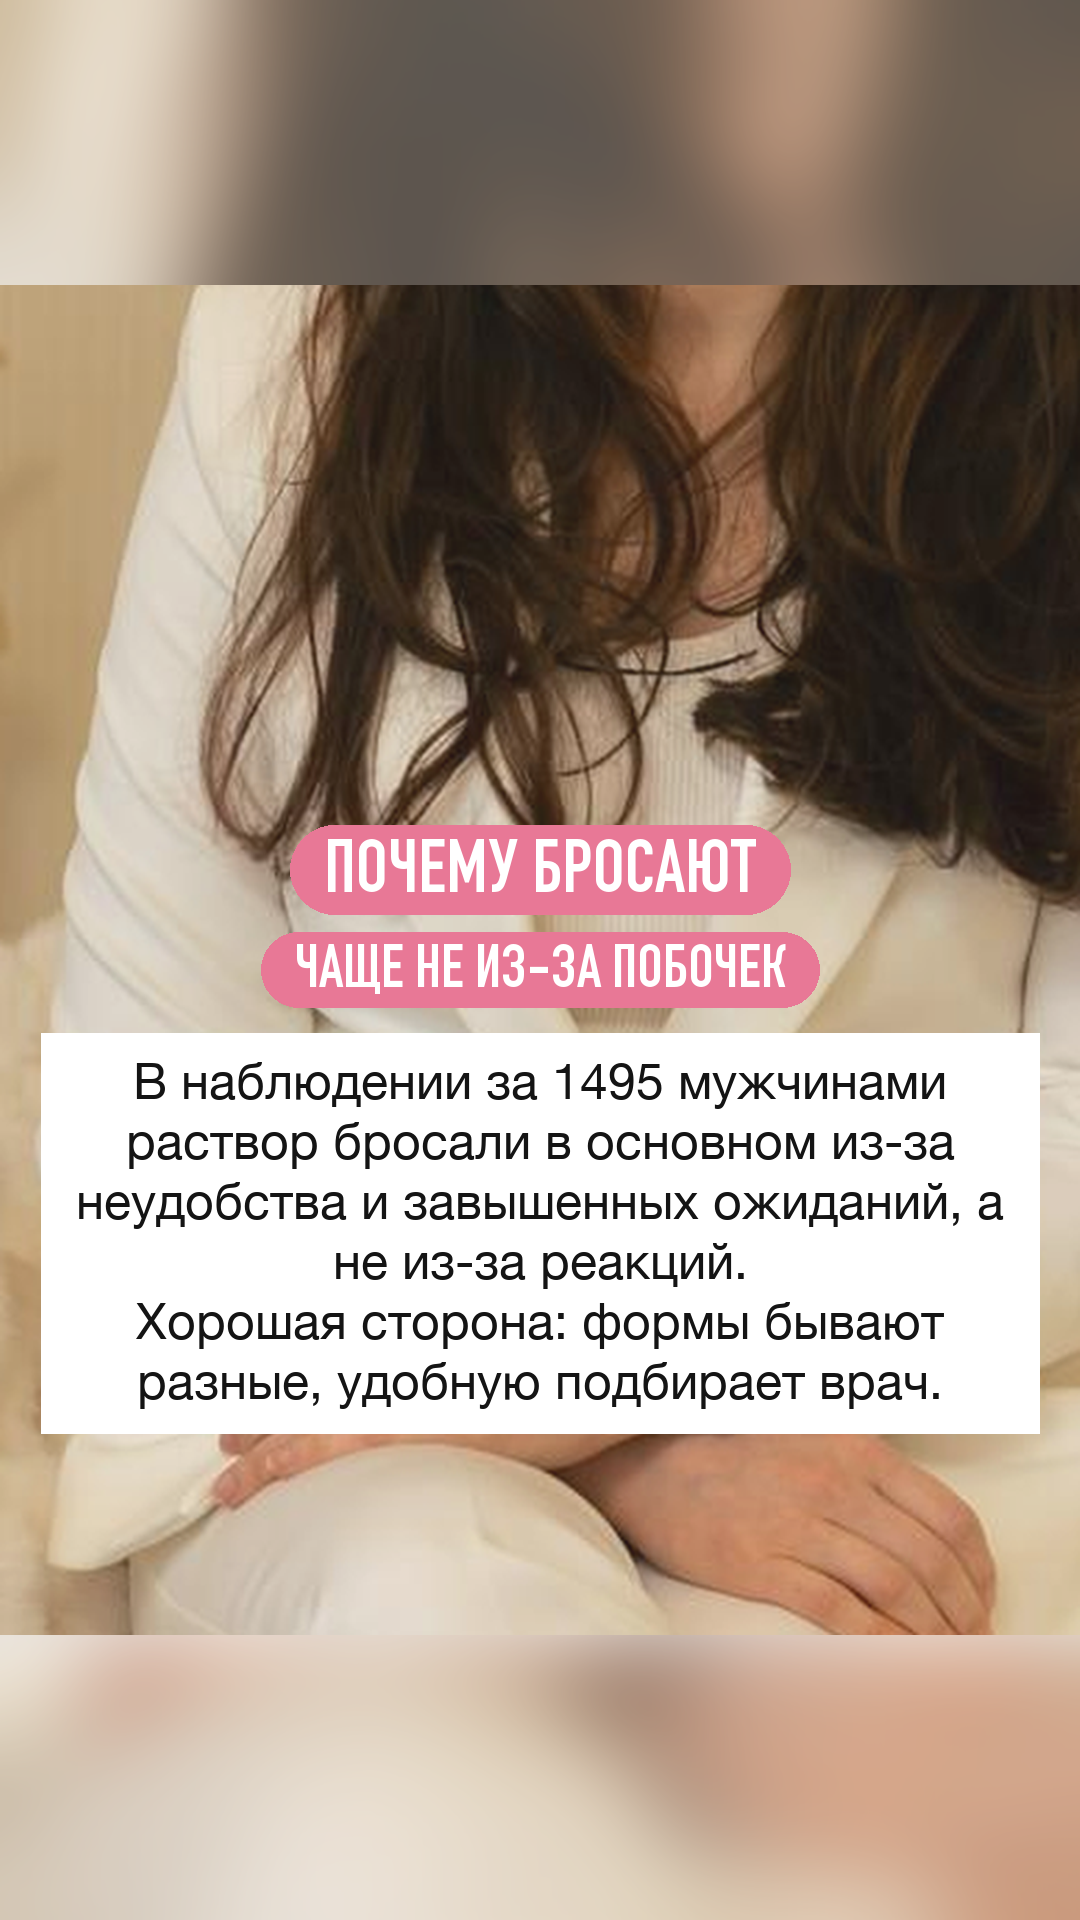 ПОЧЕМУ БРОСАЮТ
ЧАЩЕ НЕ ИЗ-ЗА ПОБОЧЕК
В наблюдении за 1495 мужчинами
раствор бросали в основном из-за
неудобства и завышенных ожиданий, а
не из-за реакций.
Хорошая сторона: формы бывают
разные, удобную подбирает врач.